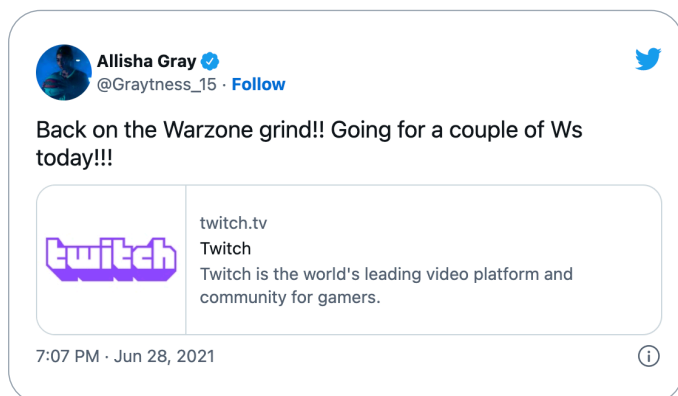 Allisha Gray
@Graytness_15 · Follow
Back on the Warzone grind!! Going for a couple of Ws
today!!!
twitch
twitch.tv
Twitch
Twitch is the world's leading video platform and
community for gamers.
7:07 PM · Jun 28, 2021